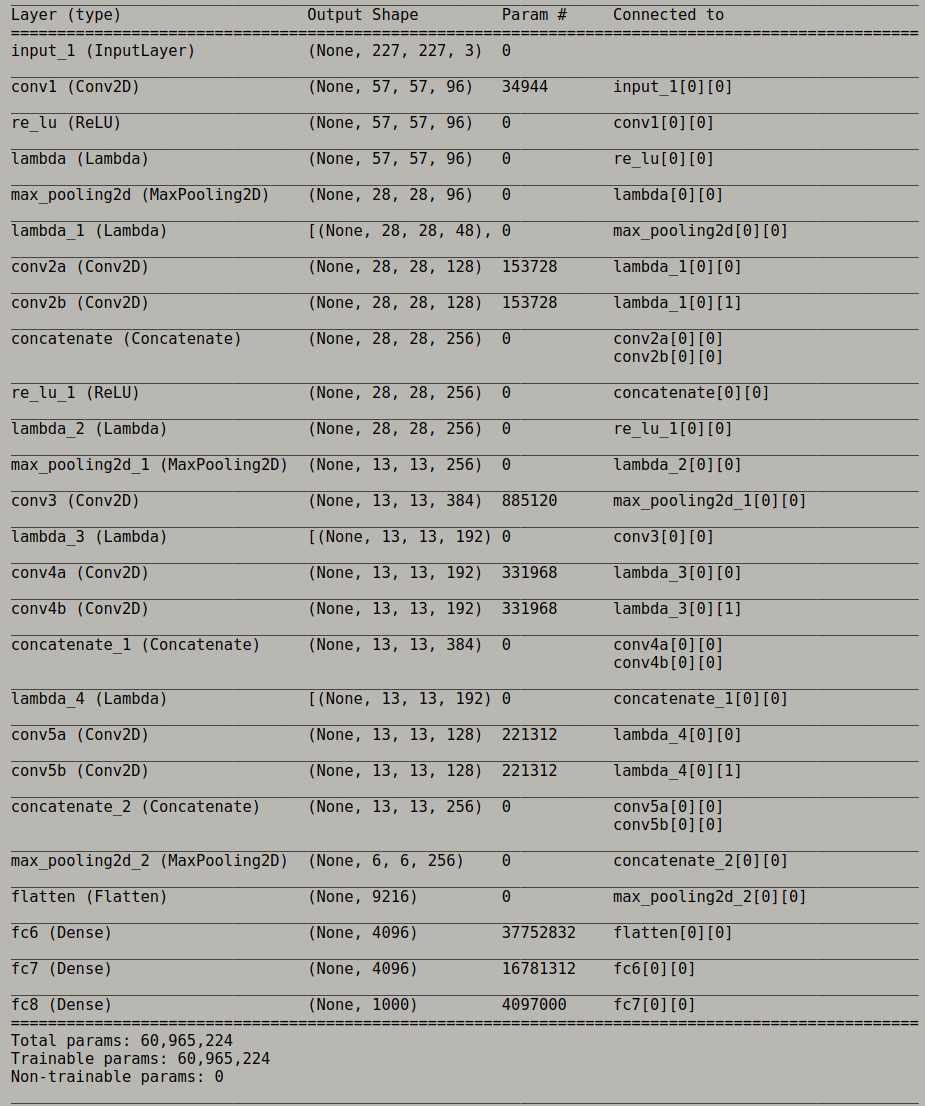 Layer (type) Output Shape Param # Connected to
==================================================================================================
input_1 (InputLayer) (None, 227, 227, 3) 0
conv1 (Conv2D) (None, 57, 57, 96) 34944 input_1[0][0]
re_lu (ReLU) (None, 57, 57, 96) 0 conv1[0][0]
lambda (Lambda) (None, 57, 57, 96) 0 re_lu[0][0]
max_pooling2d (MaxPooling2D) (None, 28, 28, 96) 0 lambda[0][0]
lambda_1 (Lambda) [(None, 28, 28, 48), 0 max_pooling2d[0][0]
conv2a (Conv2D) (None, 28, 28, 128) 153728 lambda_1[0][0]
conv2b (Conv2D) (None, 28, 28, 128) 153728 lambda_1[0][1]
concatenate (Concatenate) (None, 28, 28, 256) 0 conv2a[0][0]
conv2b[0][0]
re_lu_1 (ReLU) (None, 28, 28, 256) 0 concatenate[0][0]
lambda_2 (Lambda) (None, 28, 28, 256) 0 re_lu_1[0][0]
max_pooling2d_1 (MaxPooling2D) (None, 13, 13, 256) 0 lambda_2[0][0]
conv3 (Conv2D) (None, 13, 13, 384) 885120 max_pooling2d_1[0][0]
lambda_3 (Lambda) [(None, 13, 13, 192) 0 conv3[0][0]
conv4a (Conv2D) (None, 13, 13, 192) 331968 lambda_3[0][0]
conv4b (Conv2D) (None, 13, 13, 192) 331968 lambda_3[0][1]
concatenate_1 (Concatenate) (None, 13, 13, 384) 0 conv4a[0][0]
conv4b[0][0]
lambda_4 (Lambda) [(None, 13, 13, 192) 0 concatenate_1[0][0]
conv5a (Conv2D) (None, 13, 13, 128) 221312 lambda_4[0][0]
conv5b (Conv2D) (None, 13, 13, 128) 221312 lambda_4[0][1]
concatenate_2 (Concatenate) (None, 13, 13, 256) 0 conv5a[0][0]
conv5b[0][0]
max_pooling2d_2 (MaxPooling2D) (None, 6, 6, 256) 0 concatenate_2[0][0]
flatten (Flatten) (None, 9216) 0 max_pooling2d_2[0][0]
fc6 (Dense) (None, 4096) 37752832 flatten[0][0]
fc7 (Dense) (None, 4096) 16781312 fc6[0][0]
fc8 (Dense) (None, 1000) 4097000 fc7[0][0]
==================================================================================================
Total params: 60,965,224
Trainable params: 60,965,224
Non-trainable params: 0